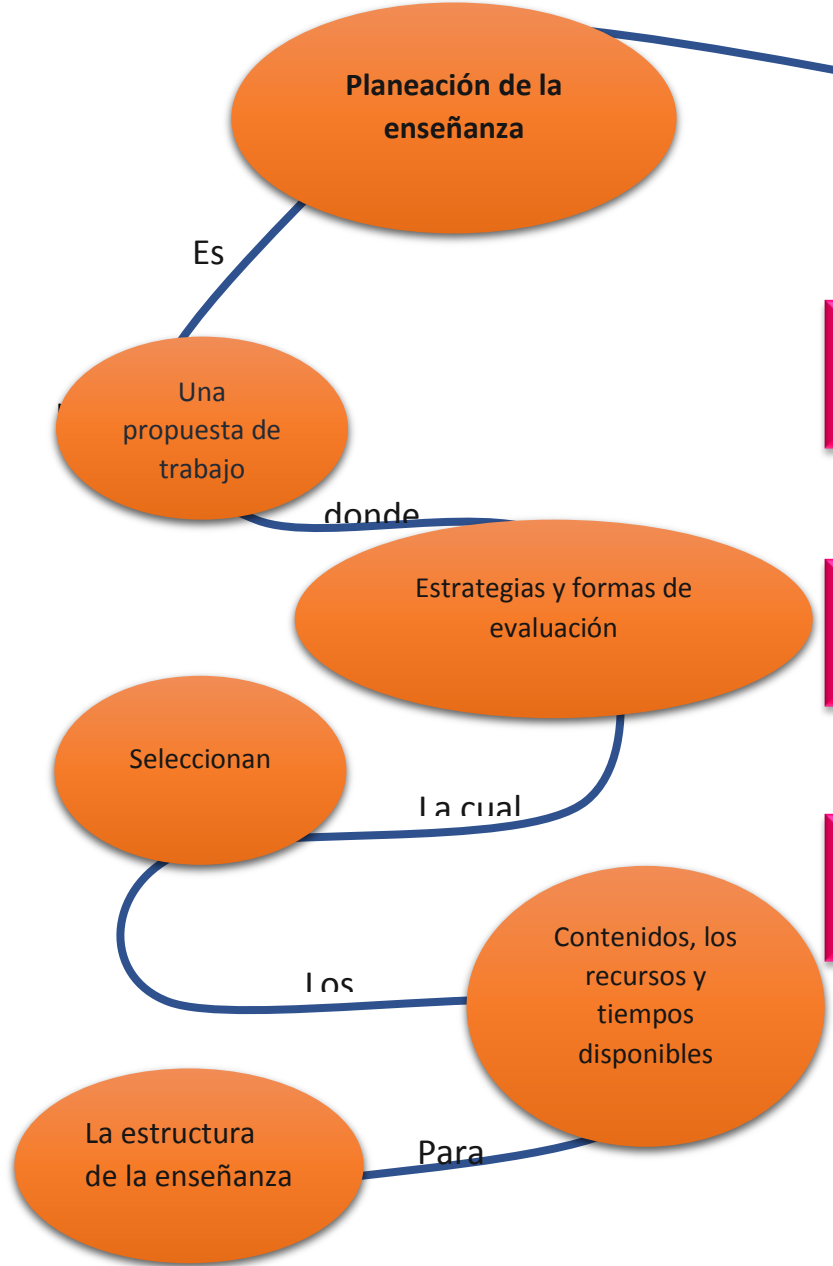 Planeación de la
enseñanza
Es
Una
propuesta de
trabajo
donde
Estrategias y formas de
evaluación
La cual
Seleccionan
Los
Contenidos, los
recursos y
tiempos
disponibles
Para
La estructura
de la enseñanza